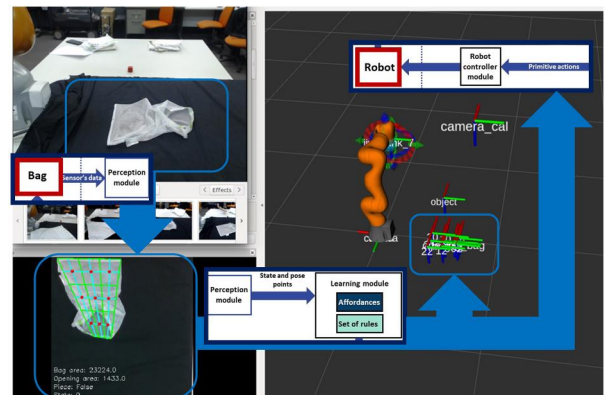 Bag
Sensor's data
Perception module
Effects
Perception module
State and pose points
Learning module
Affordances
Set of rules
Bag area: 23224.0
Opening area: 1433.0
Piece: False
Robot
Robot controller module
Primitive actions
camera_cal
object